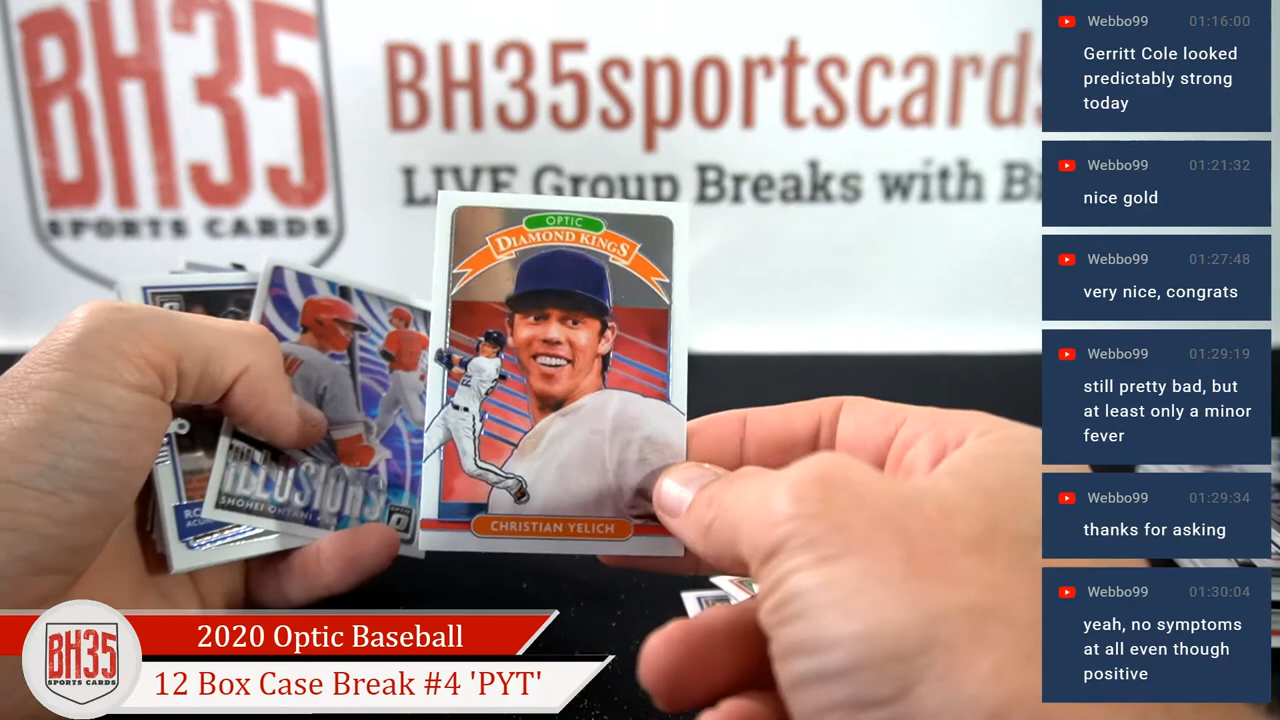 BH35
SPORTS CARDS
BH35sportscards
LIVE Group Breaks with
OPTIC
DIAMOND KINGS
CHRISTIAN YELICH
ILLUSIONS
SHOHEI OHTANI
OPTIC
2020 Optic Baseball
12 Box Case Break #4 'PYT'
BH35
SPORTS CARDS
Webbo99 01:16:00
Gerritt Cole looked
predictably strong
today
Webbo99 01:21:32
nice gold
Webbo99 01:27:48
very nice, congrats
Webbo99 01:29:19
still pretty bad, but
at least only a minor
fever
Webbo99 01:29:34
thanks for asking
Webbo99 01:30:04
yeah, no symptoms
at all even though
positive